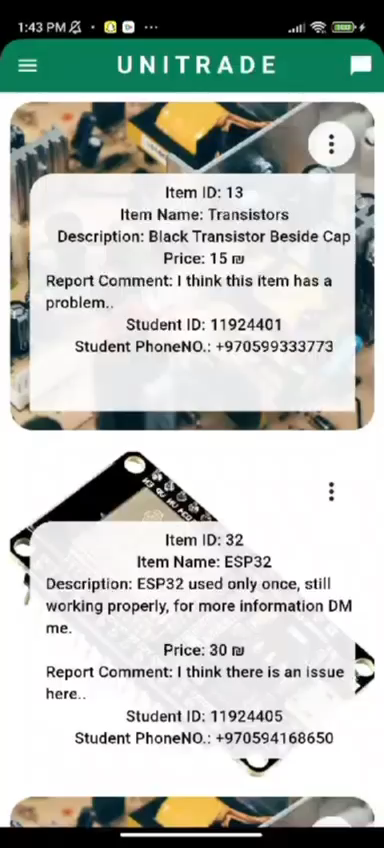 1:43 PM
UNITRADE
Item ID: 13
Item Name: Transistors
Description: Black Transistor Beside Cap
Price: 15 ₪
Report Comment: I think this item has a
problem..
Student ID: 11924401
Student PhoneNO.: +970599333773
Item ID: 32
Item Name: ESP32
Description: ESP32 used only once, still
working properly, for more information DM
me.
Price: 30 ₪
Report Comment: I think there is an issue
here..
Student ID: 11924405
Student PhoneNO.: +970594168650